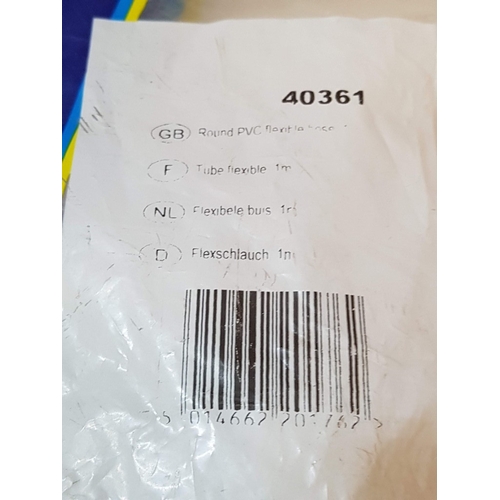 40361
GB Round PVC flexible hose
F Tube flexible 1m
NL Flexibele buis 1m
D Flexschlauch 1m
5 014662 201762